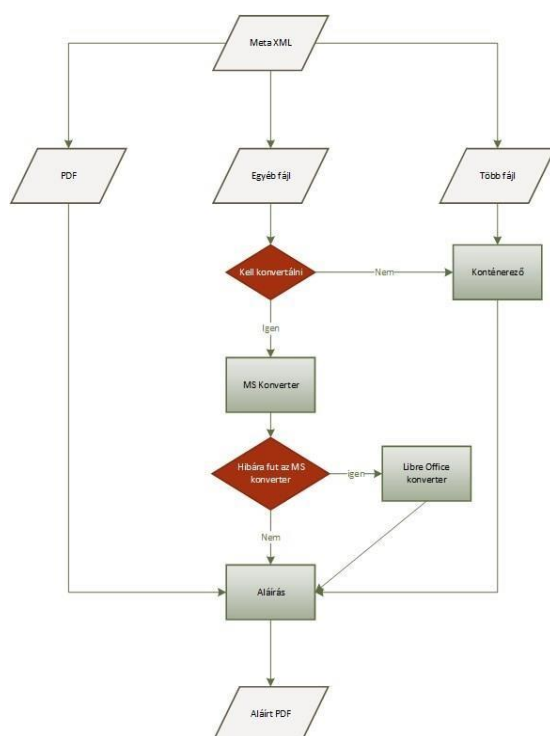 Meta XML
PDF
Egyéb fájl
Több fájl
Kell konvertálni
Nem
Konténerező
Igen
MS Konverter
Hibára fut az MS
konverter
igen
Libre Office
konverter
Nem
Aláírás
Aláírt PDF